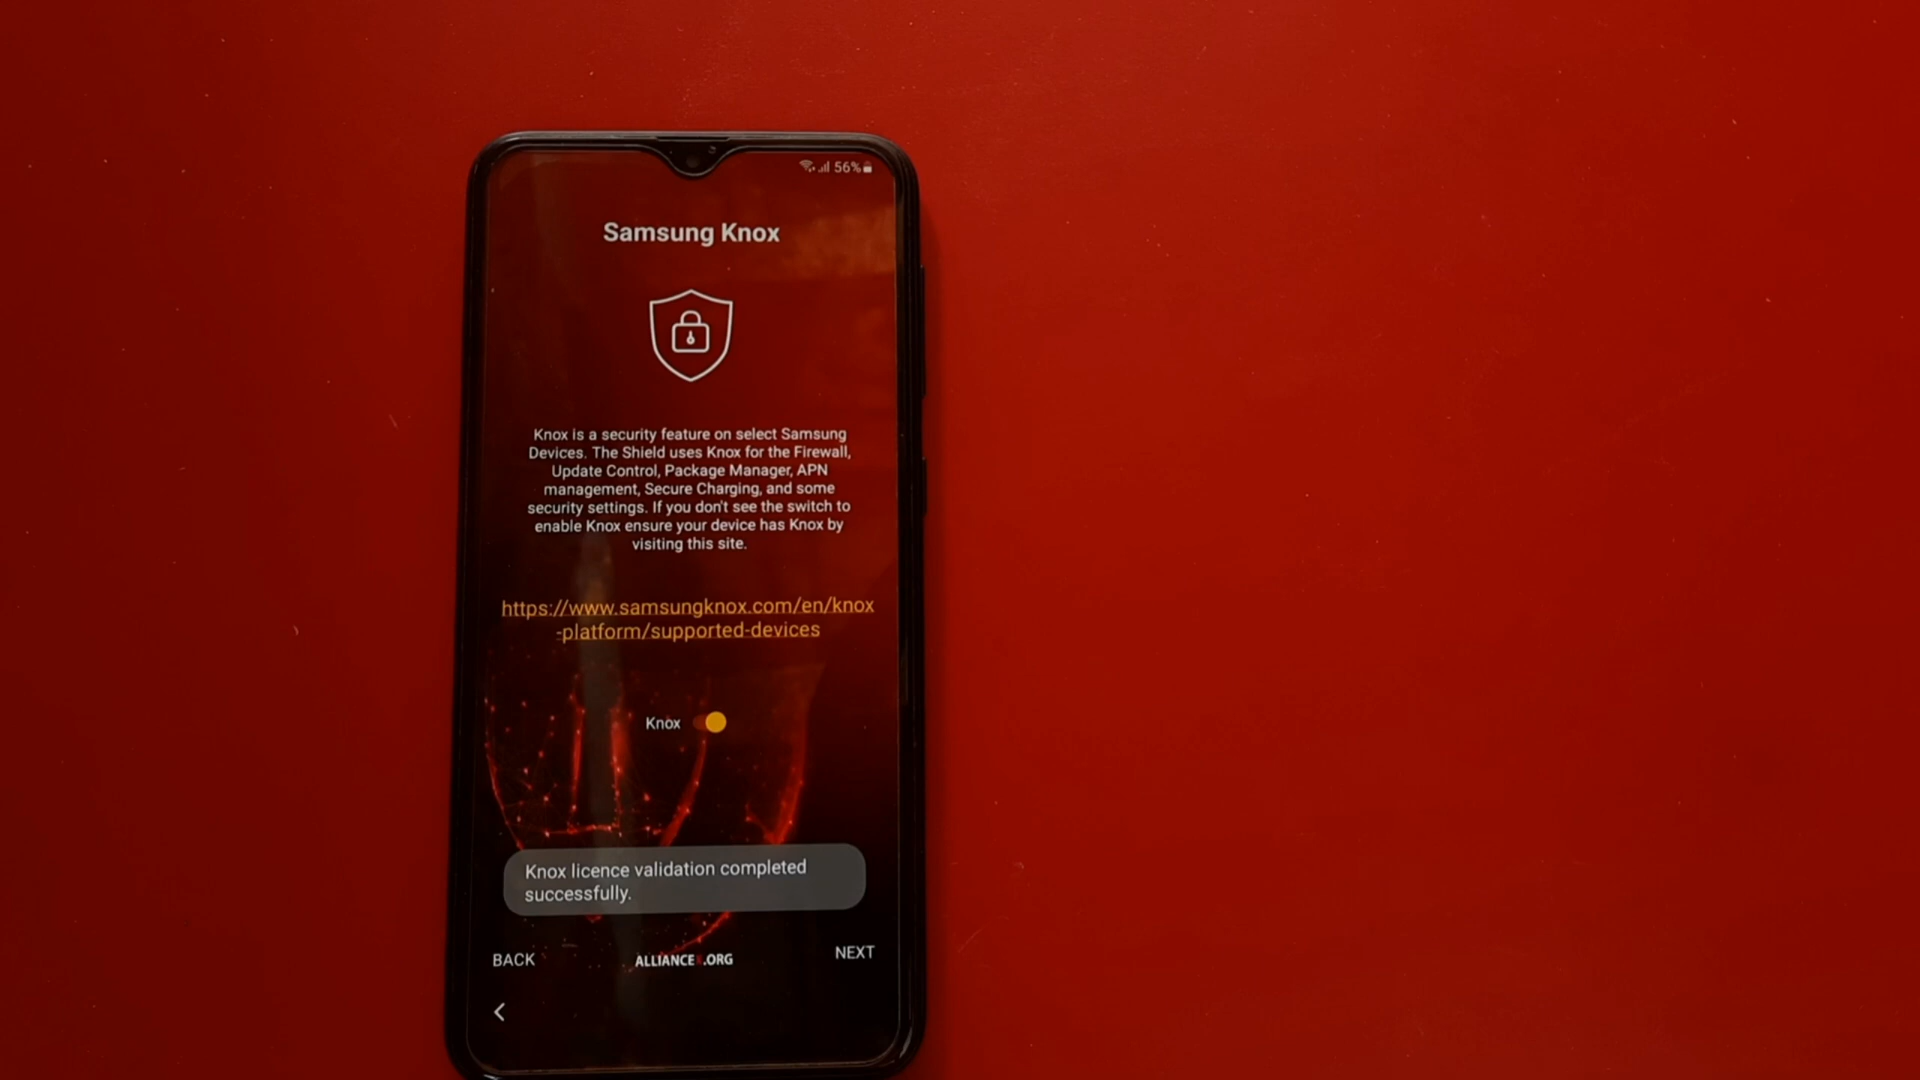 56%
Samsung Knox
Knox is a security feature on select Samsung
Devices. The Shield uses Knox for the Firewall,
Update Control, Package Manager, APN
management, Secure Charging, and some
security settings. If you don't see the switch to
enable Knox ensure your device has Knox by
visiting this site.
https://www.samsungknox.com/en/knox
-platform/supported-devices
Knox
Knox licence validation completed
successfully.
BACK
ALLIANCEX.ORG
NEXT